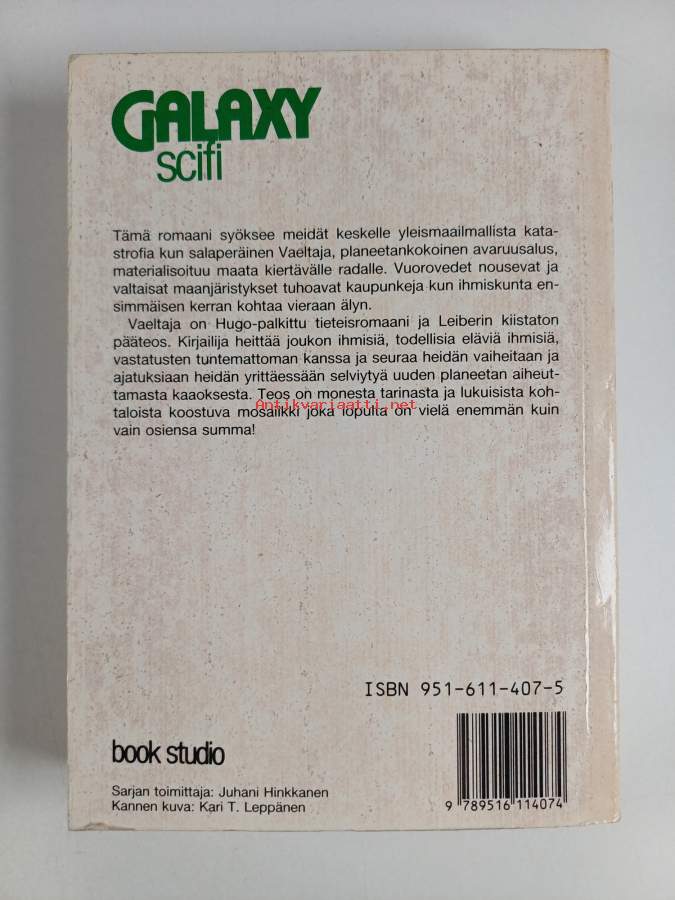 GALAXY
scifi
Tämä romaani syöksee meidät keskelle yleismaailmallista kata-
strofia kun salaperäinen Vaeltaja, planeetankokoinen avaruusalus,
materialisoituu maata kiertävälle radalle. Vuorovedet nousevat ja
valtaisat maanjäristykset tuhoavat kaupunkeja kun ihmiskunta en-
simmäisen kerran kohtaa vieraan älyn.
Vaeltaja on Hugo-palkittu tieteisromaani ja Leiberin kiistaton
pääteos. Kirjailija heittää joukon ihmisiä, todellisia eläviä ihmisiä,
vastatusten tuntemattoman kanssa ja seuraa heidän vaiheitaan ja
ajatuksiaan heidän yrittäessään selviytyä uuden planeetan aiheut-
tamasta kaaoksesta. Teos on monesta tarinasta ja lukuisista koh-
taloista koostuva mosaiikki joka lopulta on vielä enemmän kuin
vain osiensa summa!
Antikvariaatti.net
ISBN 951-611-407-5
book studio
Sarjan toimittaja: Juhani Hinkkanen
Kannen kuva: Kari T. Leppänen
9 789516 114074